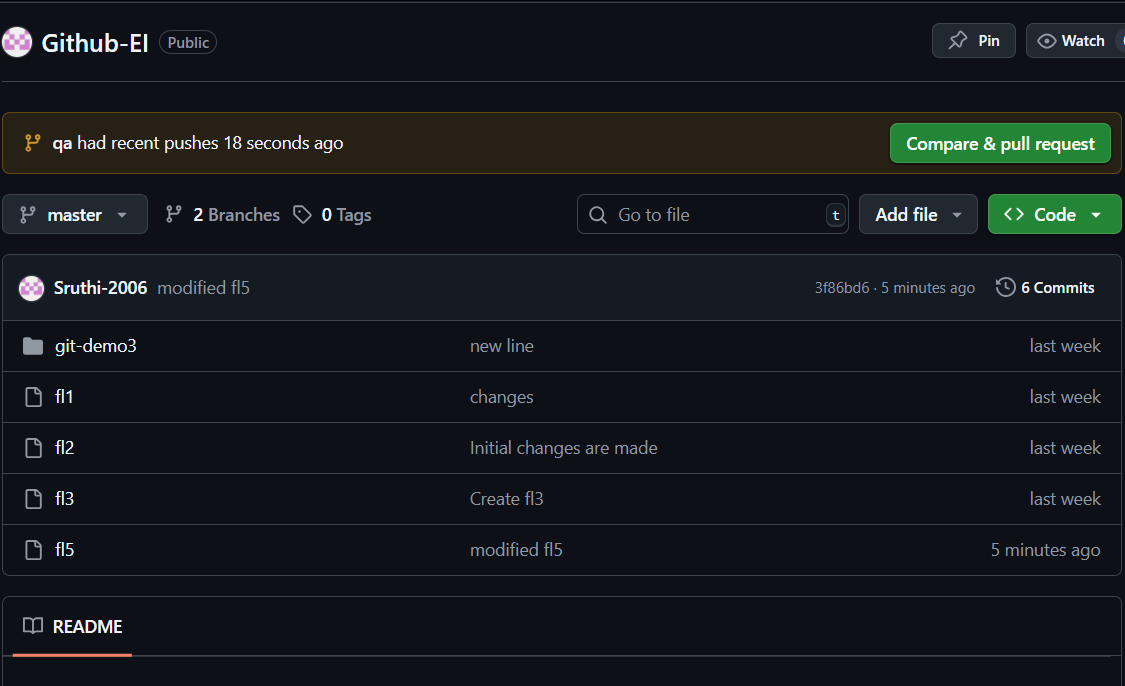 Github-EI Public Pin Watch
qa had recent pushes 18 seconds ago Compare & pull request
master 2 Branches 0 Tags Go to file t Add file Code
Sruthi-2006 modified fl5 3f86bd6 · 5 minutes ago 6 Commits
git-demo3 new line last week
fl1 changes last week
fl2 Initial changes are made last week
fl3 Create fl3 last week
fl5 modified fl5 5 minutes ago
README